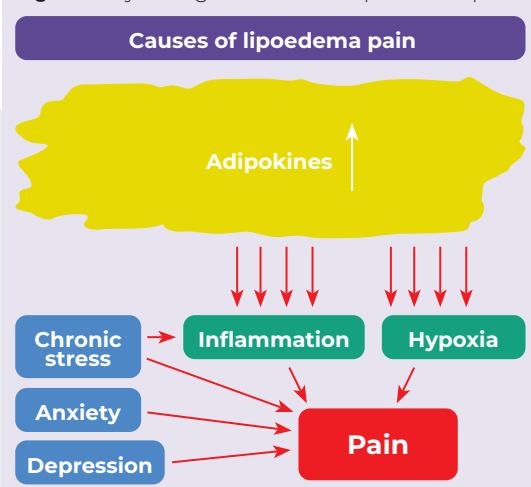 Causes of lipoedema pain
Adipokines
Chronic
stress
Inflammation
Hypoxia
Anxiety
Pain
Depression